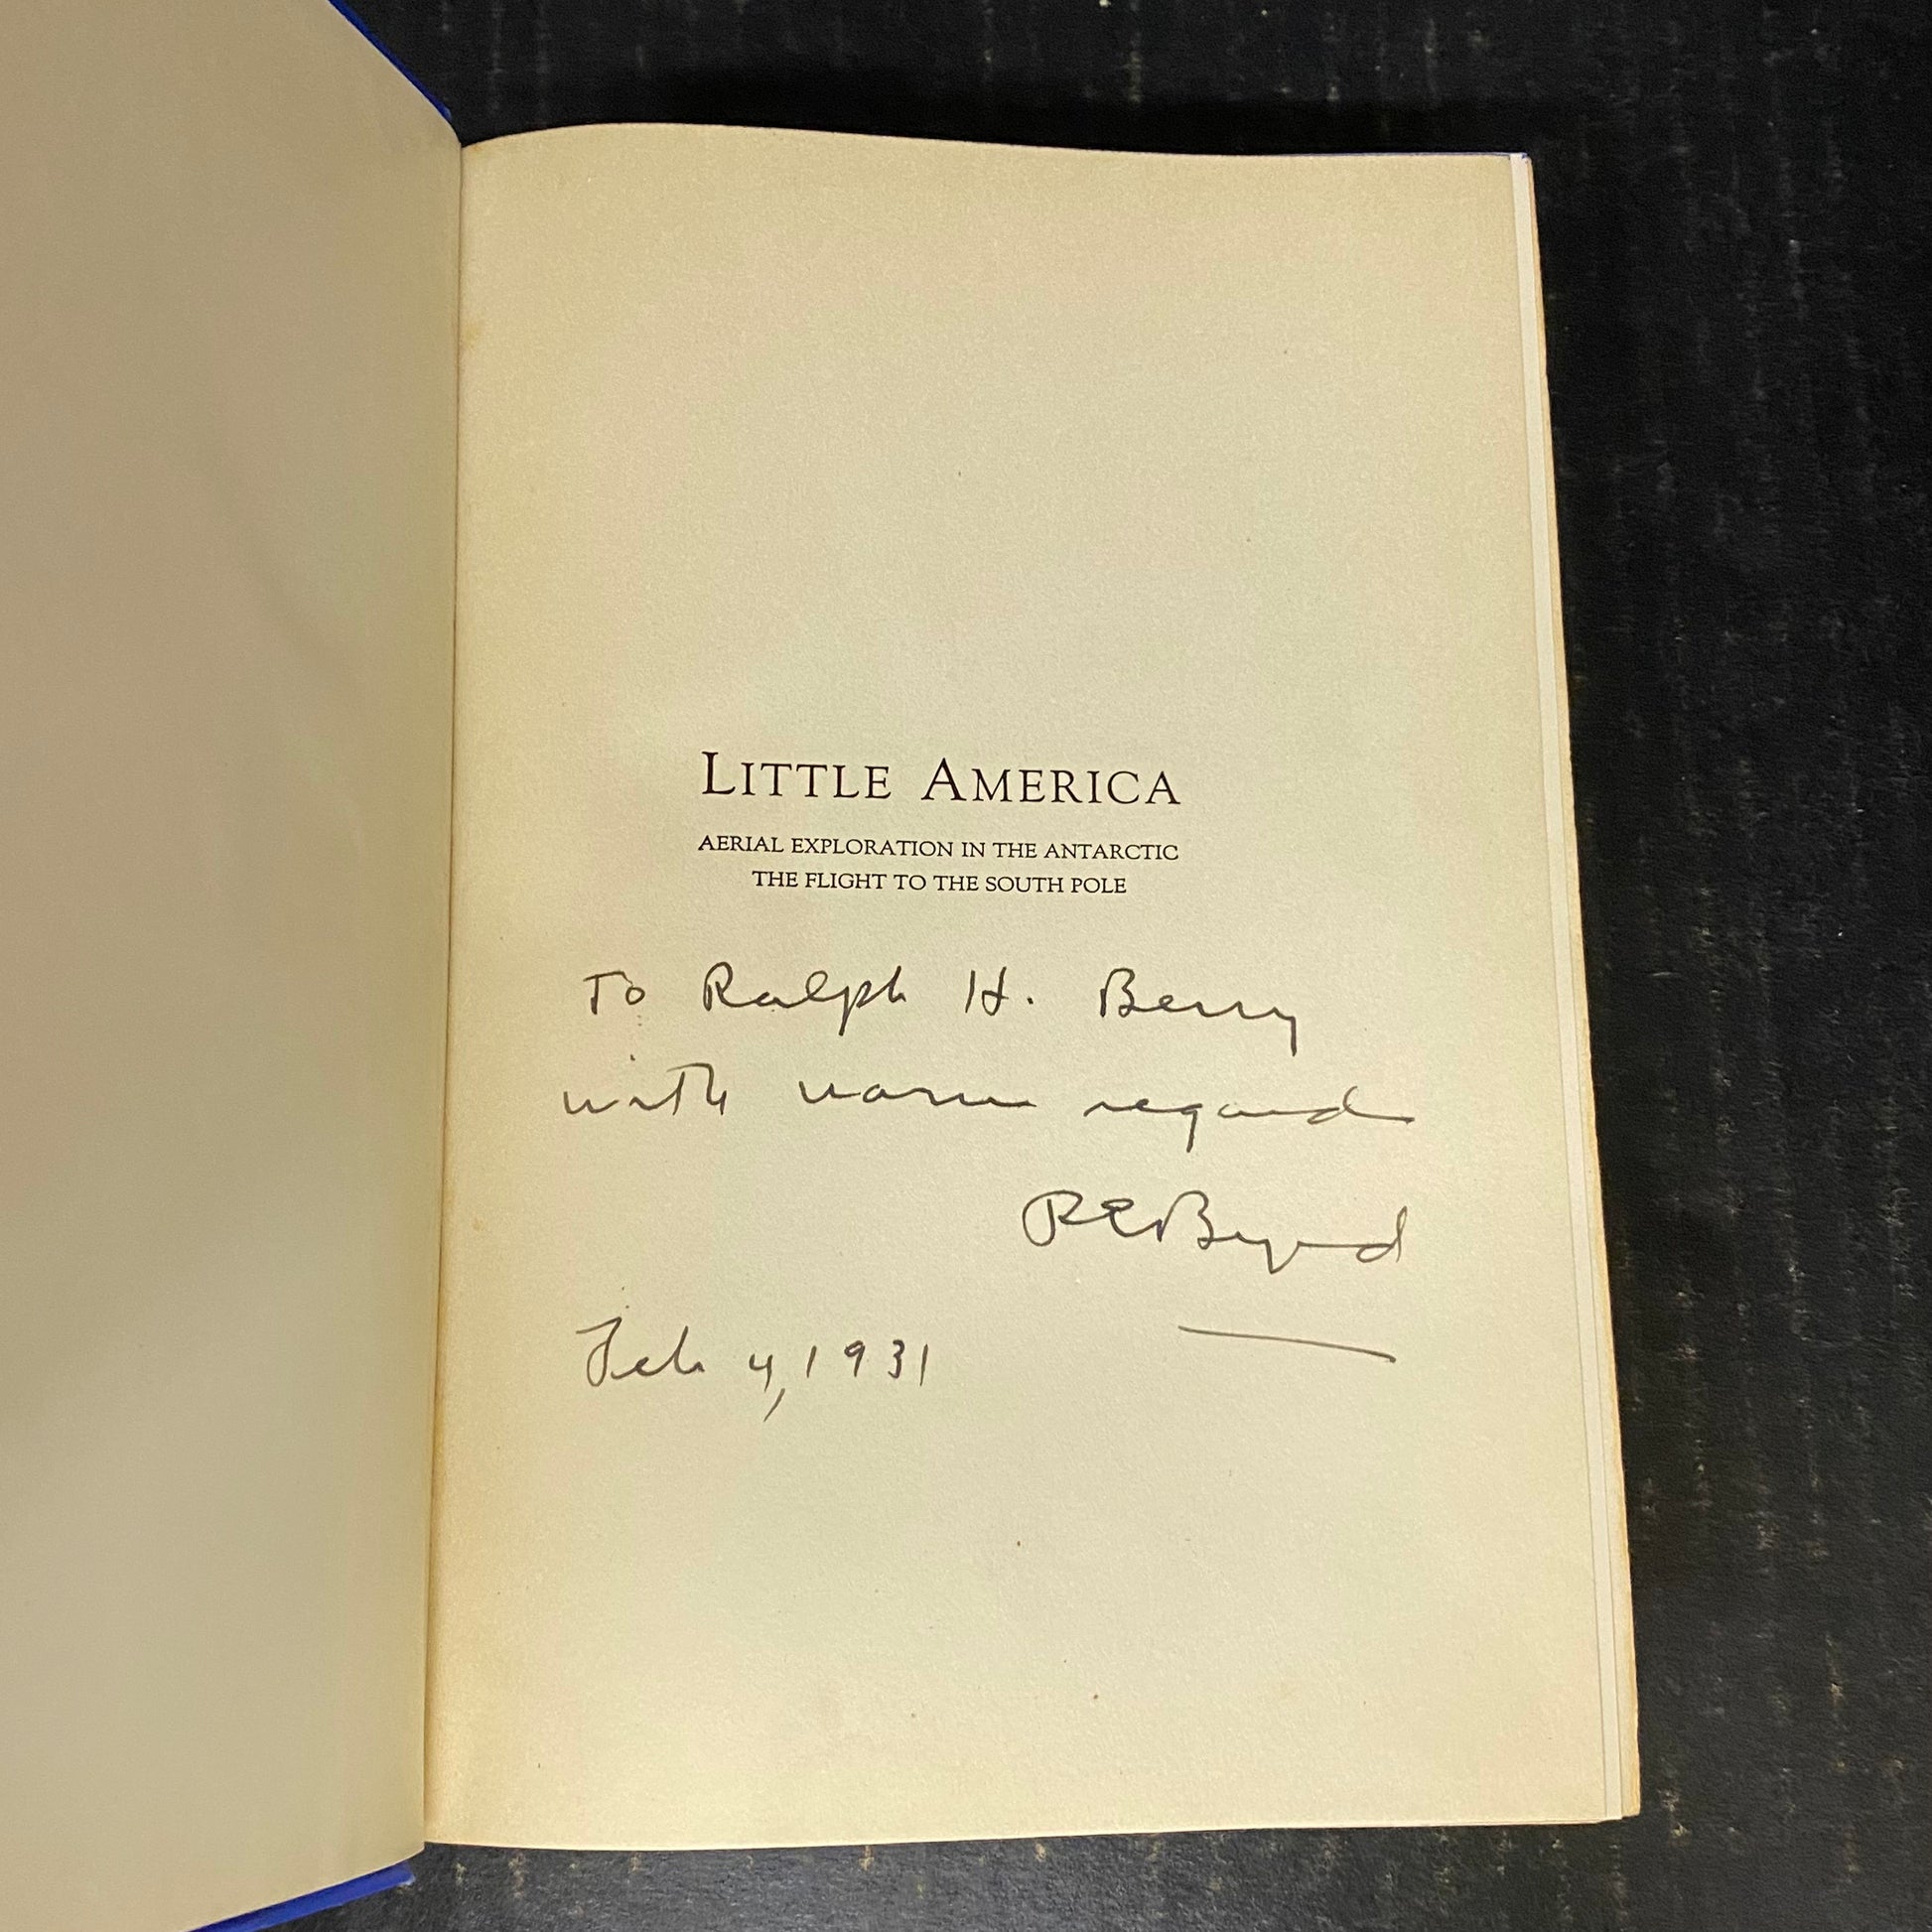 LITTLE AMERICA
AERIAL EXPLORATION IN THE ANTARCTIC
THE FLIGHT TO THE SOUTH POLE
To Ralph H. Berry
with warm regard
RE Byrd
Feb 4, 1931